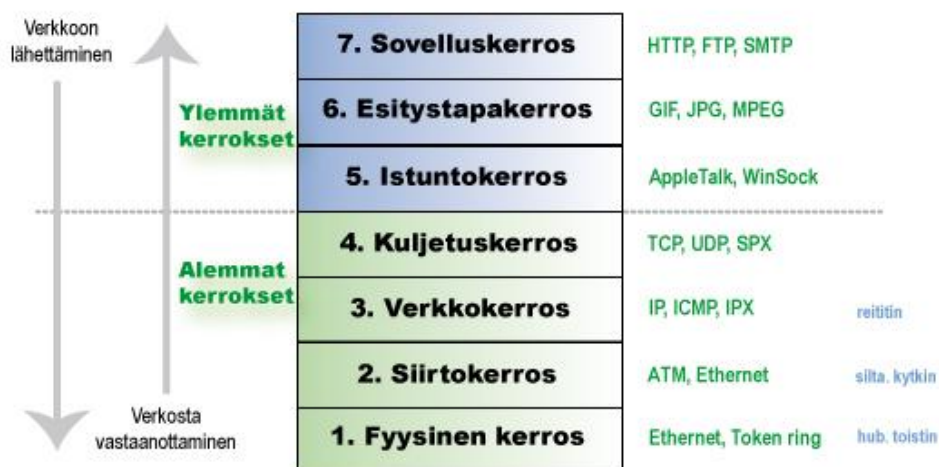 Verkkoon
lähettäminen
7. Sovelluskerros
HTTP, FTP, SMTP
Ylemmät
kerrokset
6. Esitystapakerros
GIF, JPG, MPEG
5. Istuntokerros
AppleTalk, WinSock
4. Kuljetuskerros
TCP, UDP, SPX
Alemmat
kerrokset
3. Verkkokerros
IP, ICMP, IPX
reititin
2. Siirtokerros
ATM, Ethernet
silta. kytkin
Verkosta
vastaanottaminen
1. Fyysinen kerros
Ethernet, Token ring
hub. toistin